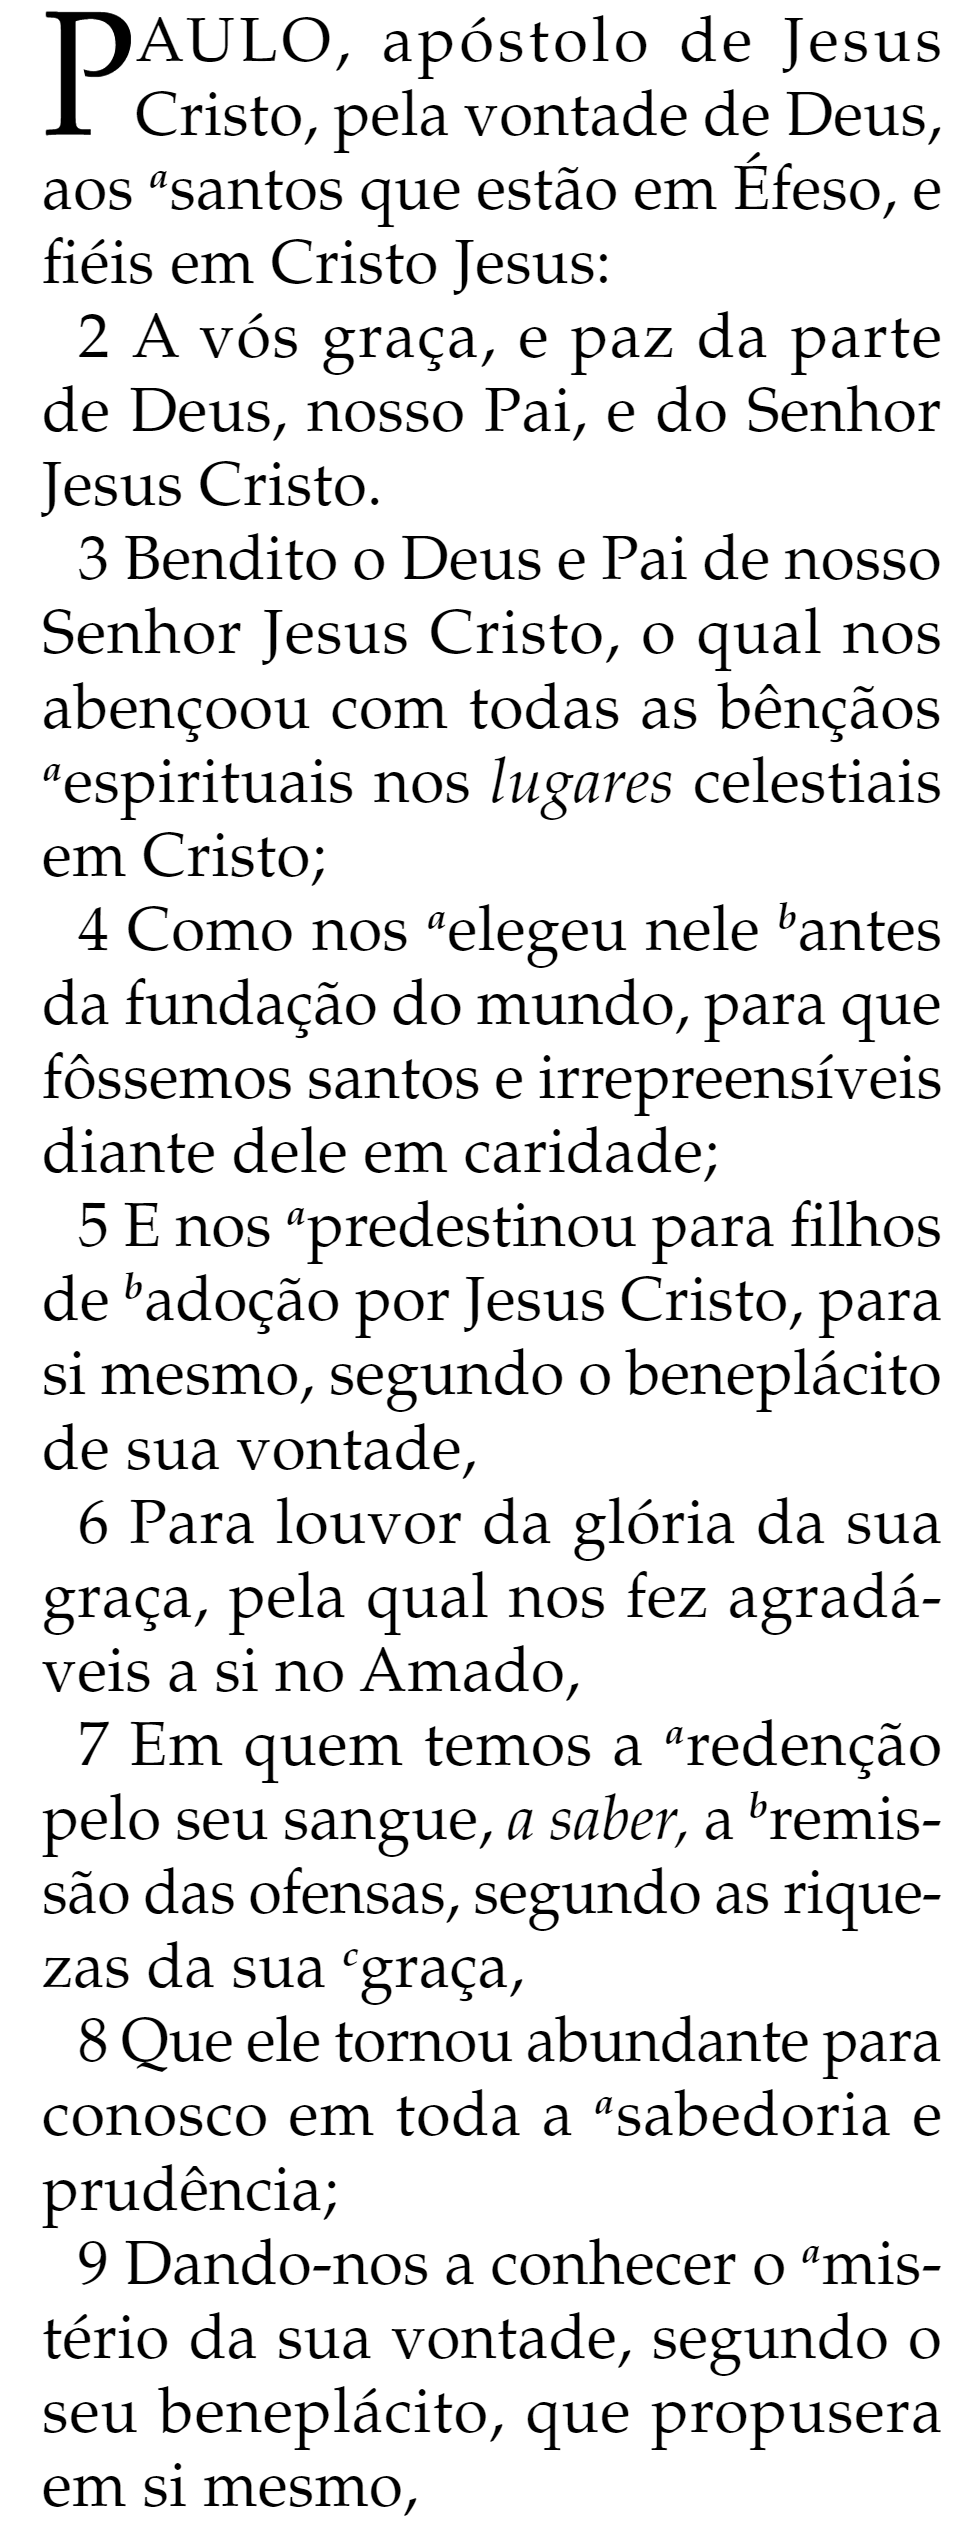 PAULO, apóstolo de Jesus
Cristo, pela vontade de Deus,
aos ᵃsantos que estão em Éfeso, e
fiéis em Cristo Jesus:
2 A vós graça, e paz da parte
de Deus, nosso Pai, e do Senhor
Jesus Cristo.
3 Bendito o Deus e Pai de nosso
Senhor Jesus Cristo, o qual nos
abençoou com todas as bênçãos
ᵃespirituais nos lugares celestiais
em Cristo;
4 Como nos ᵃelegeu nele ᵇantes
da fundação do mundo, para que
fôssemos santos e irrepreensíveis
diante dele em caridade;
5 E nos ᵃpredestinou para filhos
de ᵇadoção por Jesus Cristo, para
si mesmo, segundo o beneplácito
de sua vontade,
6 Para louvor da glória da sua
graça, pela qual nos fez agradá-
veis a si no Amado,
7 Em quem temos a ᵃredenção
pelo seu sangue, a saber, a ᵇremis-
são das ofensas, segundo as rique-
zas da sua ᶜgraça,
8 Que ele tornou abundante para
conosco em toda a ᵃsabedoria e
prudência;
9 Dando-nos a conhecer o ᵃmis-
tério da sua vontade, segundo o
seu beneplácito, que propusera
em si mesmo,